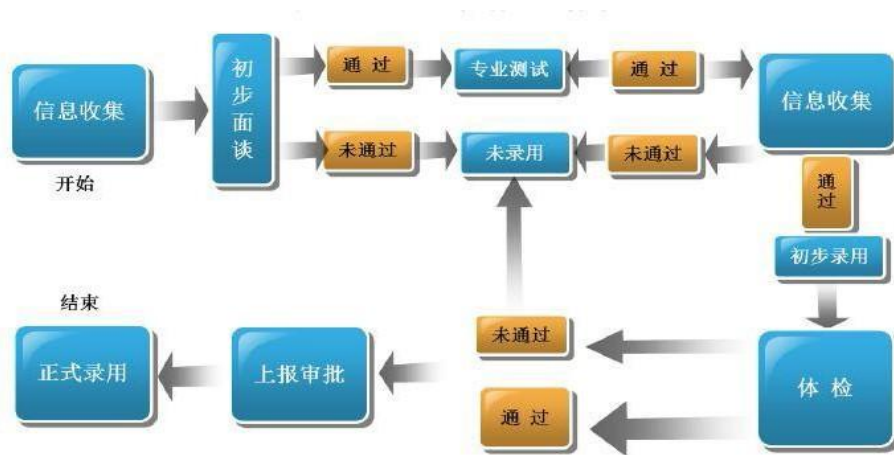 信息收集
开始
初步面谈
通 过
专业测试
通 过
信息收集
未通过
未录用
未通过
通过
初步录用
结束
正式录用
上报审批
未通过
通 过
体 检